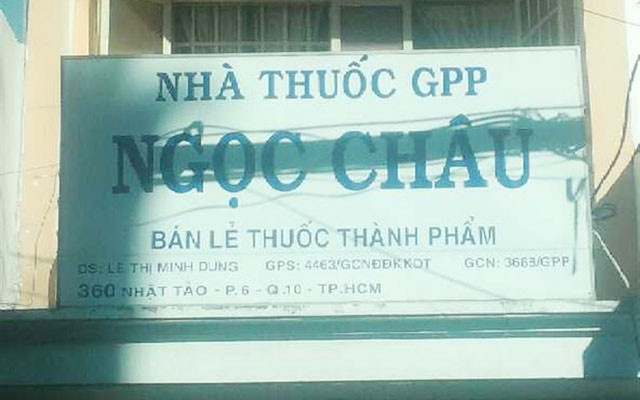 NHÀ THUỐC GPP
NGỌC CHÂU
BÁN LẺ THUỐC THÀNH PHẨM
DS: LÊ THỊ MINH DUNG GPS: 4463/GCNĐĐKKDT GCN: 3668/GPP
360 NHẬT TẢO - P.6 - Q.10 - TP.HCM